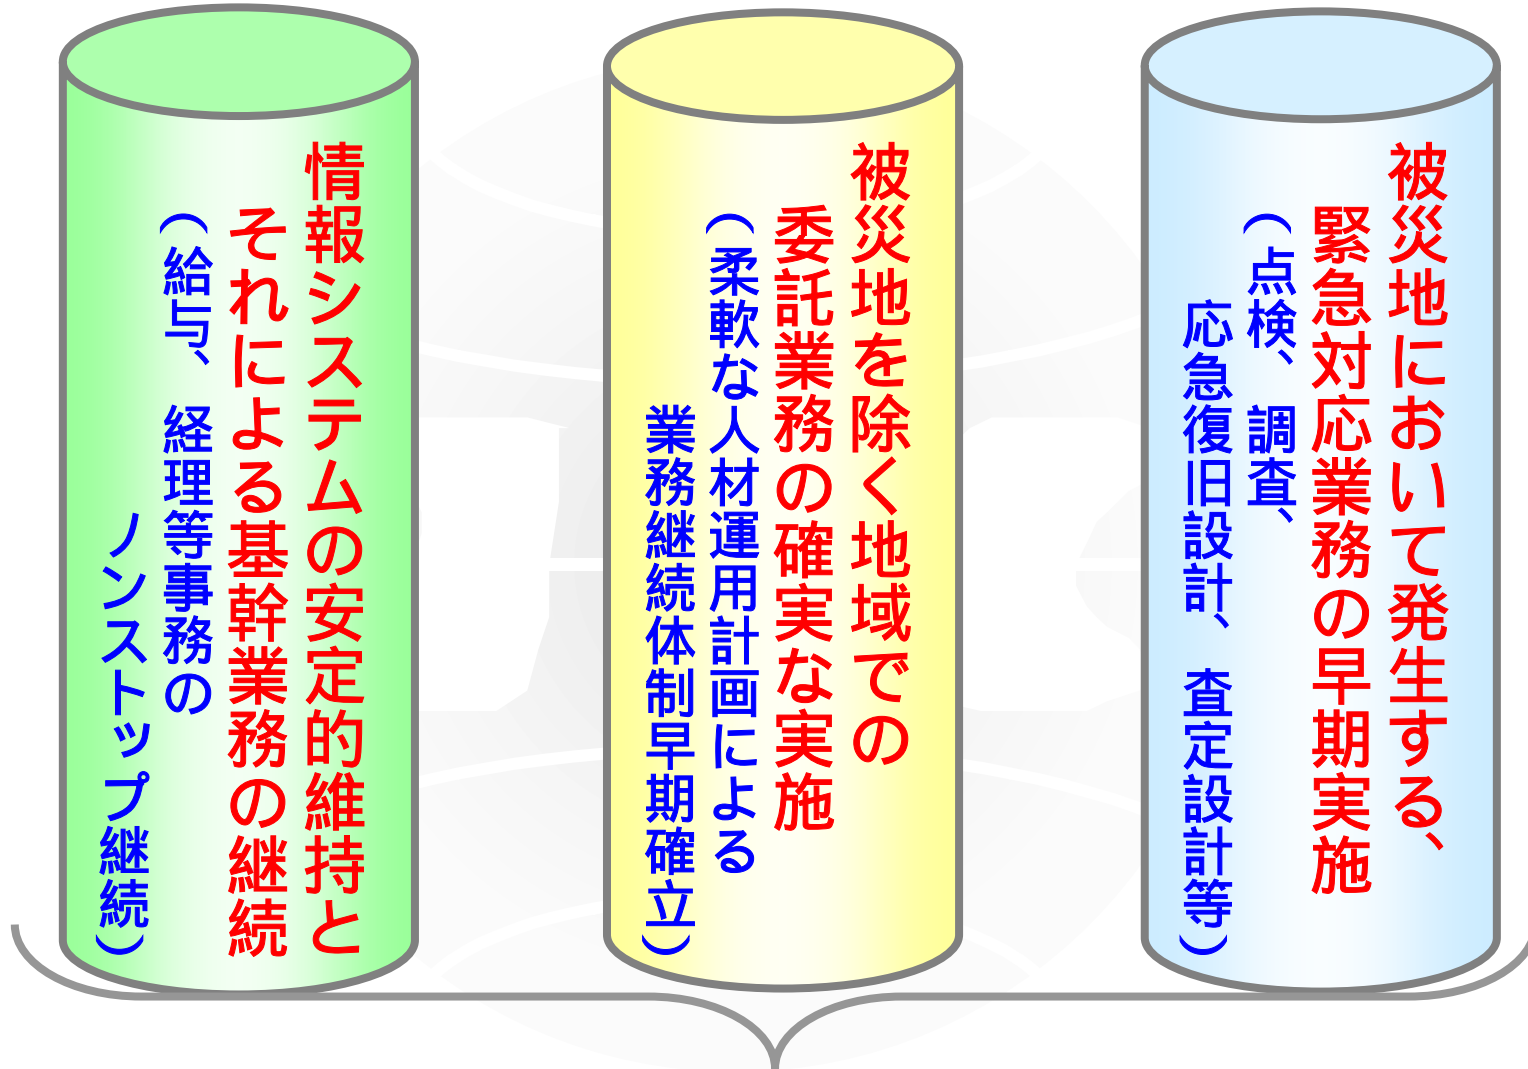 被災地において発生する、
緊急対応業務の早期実施
（点検、調査、
応急復旧設計、査定設計等）
被災地を除く地域での
委託業務の確実な実施
（柔軟な人材運用計画による
業務継続体制早期確立）
情報システムの安定的維持と
それによる基幹業務の継続
（給与、経理等事務の
ノンストップ継続）